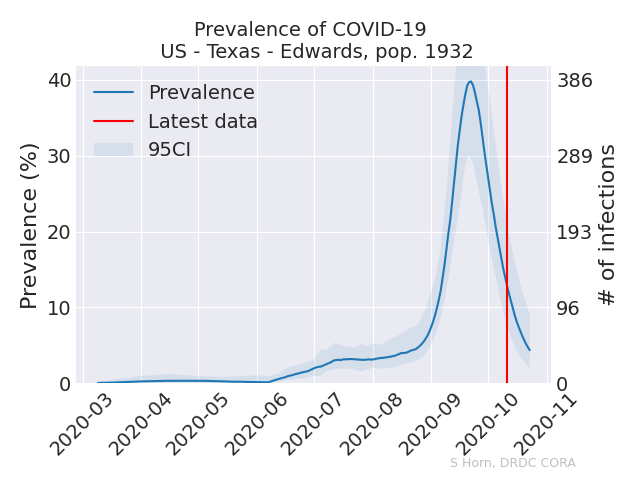 Prevalence of COVID-19
US - Texas - Edwards, pop. 1932
Prevalence
Latest data
95CI
Prevalence (%)
40
30
20
10
0
386
289
193
96
0
# of infections
2020-03
2020-04
2020-05
2020-06
2020-07
2020-08
2020-09
2020-10
2020-11
S Horn, DRDC CORA